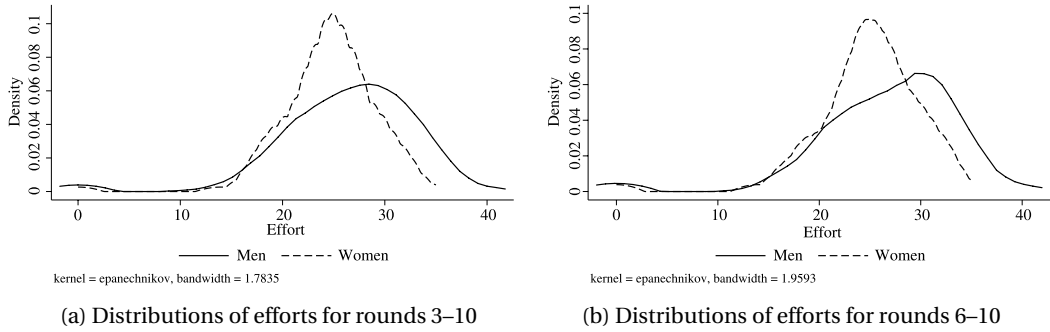 0.1
0.08
0.06
0.04
0.02
0
Density
0 10 20 30 40
Effort
Men Women
kernel = epanechnikov, bandwidth = 1.7835
(a) Distributions of efforts for rounds 3–10
0.1
0.08
0.06
0.04
0.02
0
Density
0 10 20 30 40
Effort
Men Women
kernel = epanechnikov, bandwidth = 1.9593
(b) Distributions of efforts for rounds 6–10